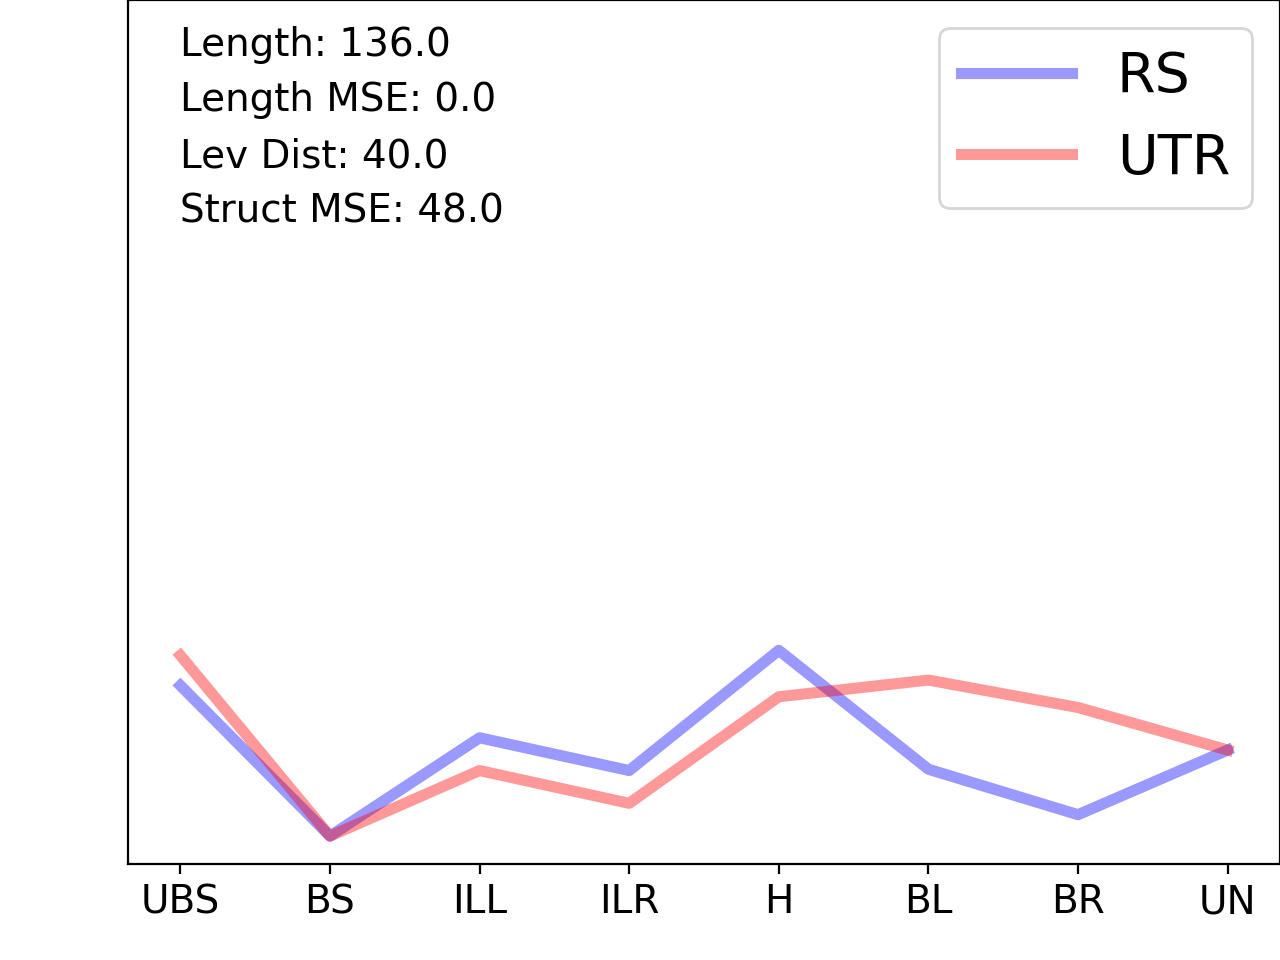 Length: 136.0
Length MSE: 0.0
Lev Dist: 40.0
Struct MSE: 48.0
RS
UTR
UBS BS ILL ILR H BL BR UN